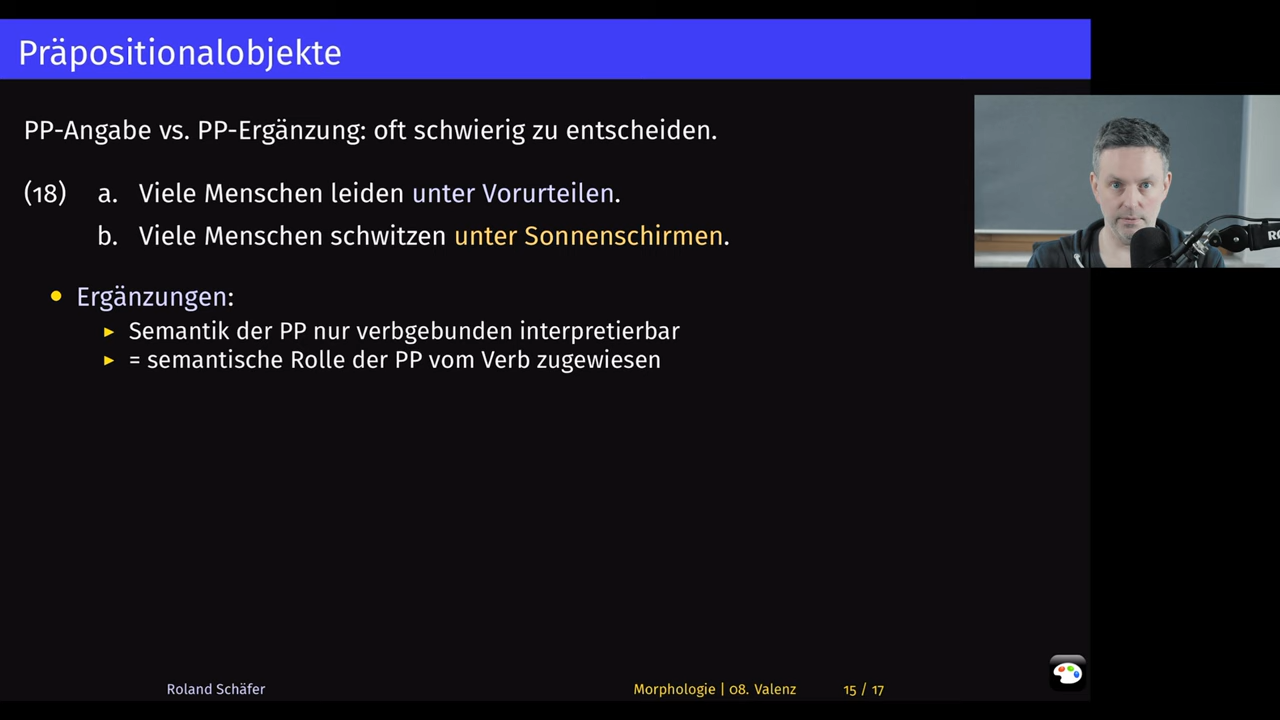 Präpositionalobjekte
PP-Angabe vs. PP-Ergänzung: oft schwierig zu entscheiden.
(18) a. Viele Menschen leiden unter Vorurteilen.
b. Viele Menschen schwitzen unter Sonnenschirmen.
• Ergänzungen:
▸ Semantik der PP nur verbgebunden interpretierbar
▸ = semantische Rolle der PP vom Verb zugewiesen
Roland Schäfer Morphologie | 08. Valenz 15 / 17